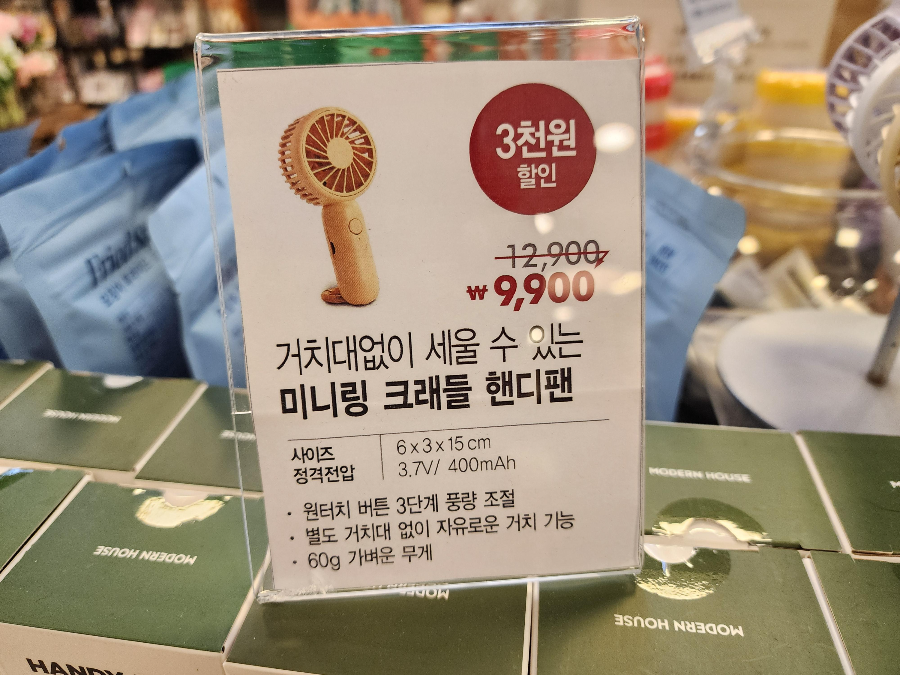 3천원
할인
12,900
₩9,900
거치대없이 세울 수 있는
미니링 크래들 핸디팬
사이즈 6 x 3 x 15 cm
정격전압 3.7V/ 400mAh
· 원터치 버튼 3단계 풍량 조절
· 별도 거치대 없이 자유로운 거치 기능
· 60g 가벼운 무게
MODERN HOUSE
MODERN HOUSE
MODERN HOUSE
MODERN HOUSE
HANDY